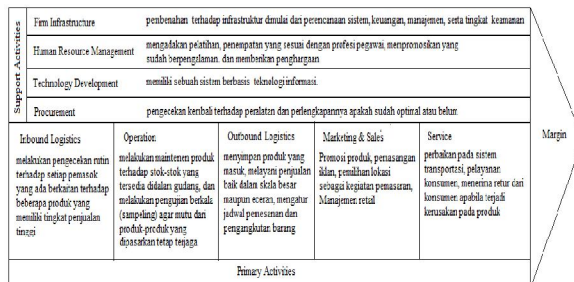 Support Activities
Firm Infrastructure
penbenahan terhadap infrastruktur dimulai dari perencanaan sistem, keuangan, manajemen, serta tingkat keamanan
Human Resource Management
mengadakan pelatihan, penempatan yang sesuai dengan profesi pegawai, menpromosikan yang
sudah berpengalaman, dan memberikan penghargaan
Technology Development
memiliki sebuah sistem berbasis teknologi informasi.
Procurement
pengecekan kembali terhadap peralatan dan perlengkapannya apakah sudah optimal atau belum
Inbound Logistics
melakukan pengecekan rutin
terhadap setiap pemasok
yang ada berkaitan terhadap
beberapa produk yang
memiliki tingkat penjualan
tinggi
Operation
melakukan maintenen produk
terhadap stok-stok yang
tersedia didalam gudang, dan
melakukan pengujian berkala
(sampeling) agar mutu dari
produk-produk yang
dipasarkan tetap terjaga
Outbound Logistics
menyimpan produk yang
masuk, melayani penjualan
baik dalam skala besar
maupun eceran, mengatur
jadwal pemesanan dan
pengangkutan barang
Marketing & Sales
Promosi produk, pemasangan
iklan, pemilihan lokasi
sebagai kegiatan pemasaran,
Manajemen retail
Service
perbaikan pada sistem
transportasi, pelayanan
konsumen, menerima retur dari
konsumen apabila terjadi
kerusakan pada produk
Margin
Primary Activities